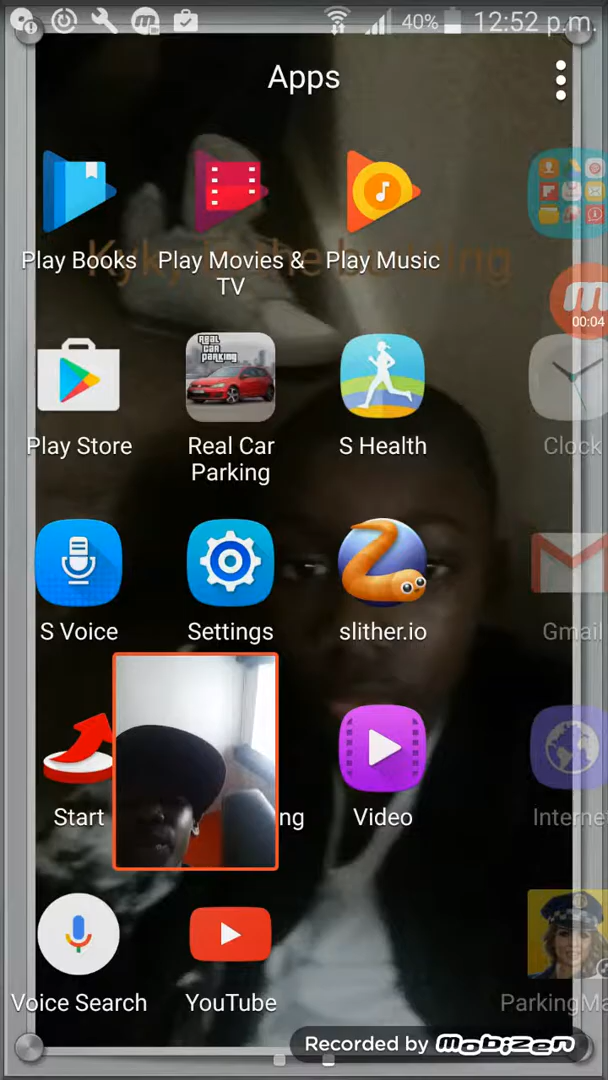 40% 12:52 p.m.
Apps
Play Books
Play Movies &
TV
Play Music
Kyky
the
00:04
REAL
CAR
PARKING
Play Store
Real Car
Parking
S Health
Clock
S Voice
Settings
slither.io
Gmail
Start
ng
Video
Interne
Voice Search
YouTube
ParkingMa
Recorded by mobizen